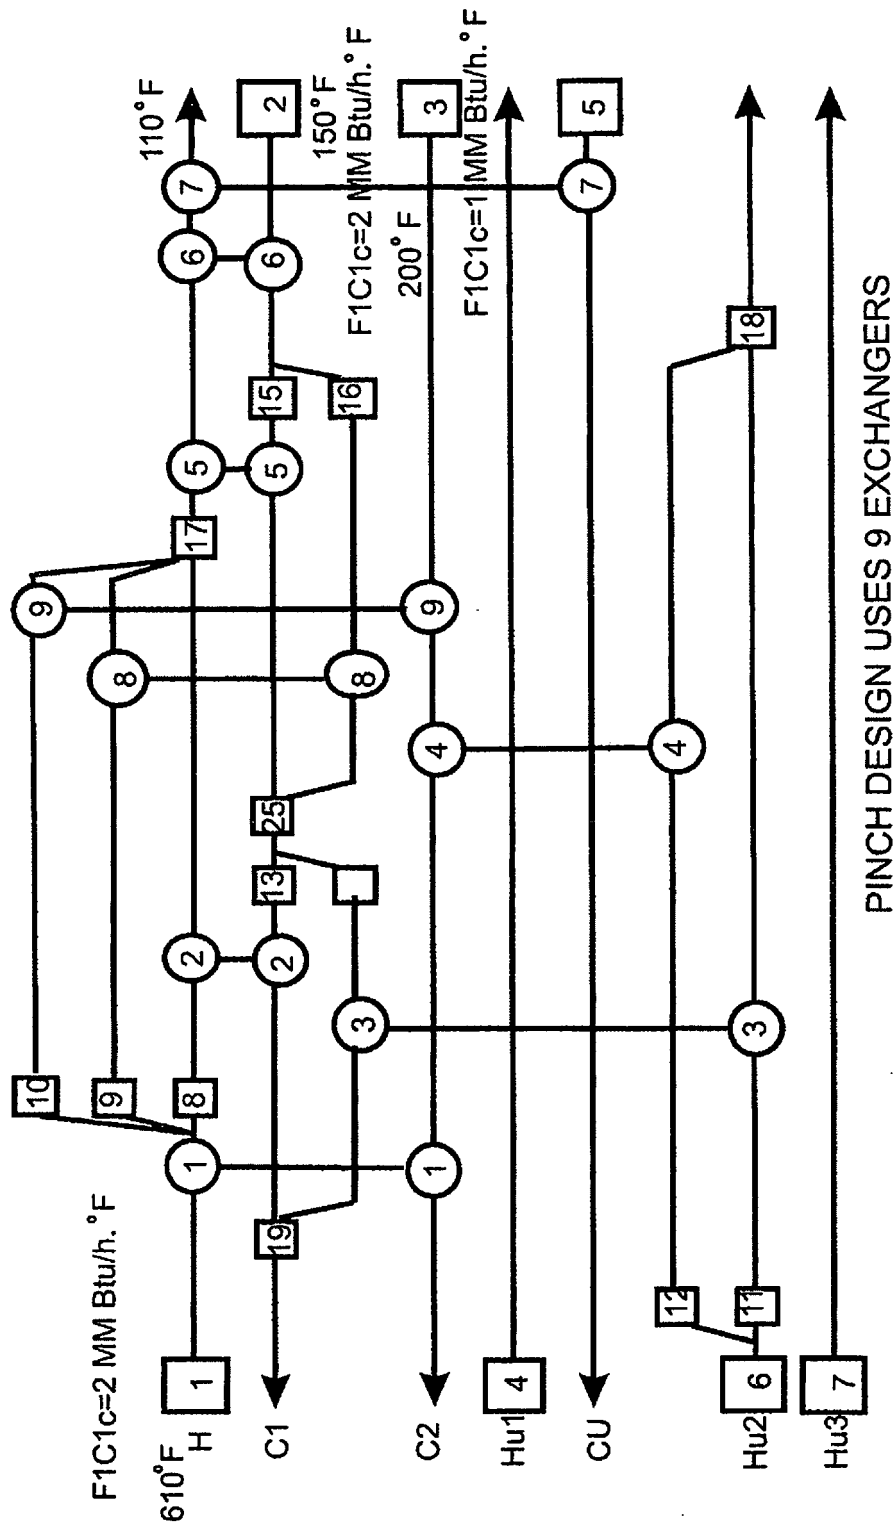 F1C1c=2 MM Btu/h.°F
610°F
H
1
1
10
9
8
2
8
9
17
5
6
7
110°F
C1
19
2
13
25
5
15
6
2
150°F
F1C1c=2 MM Btu/h.°F
3
8
16
C2
1
4
9
3
200°F
F1C1c=1 MM Btu/h.°F
Hu1
4
CU
7
5
12
4
Hu2
6
11
3
18
Hu3
7
PINCH DESIGN USES 9 EXCHANGERS